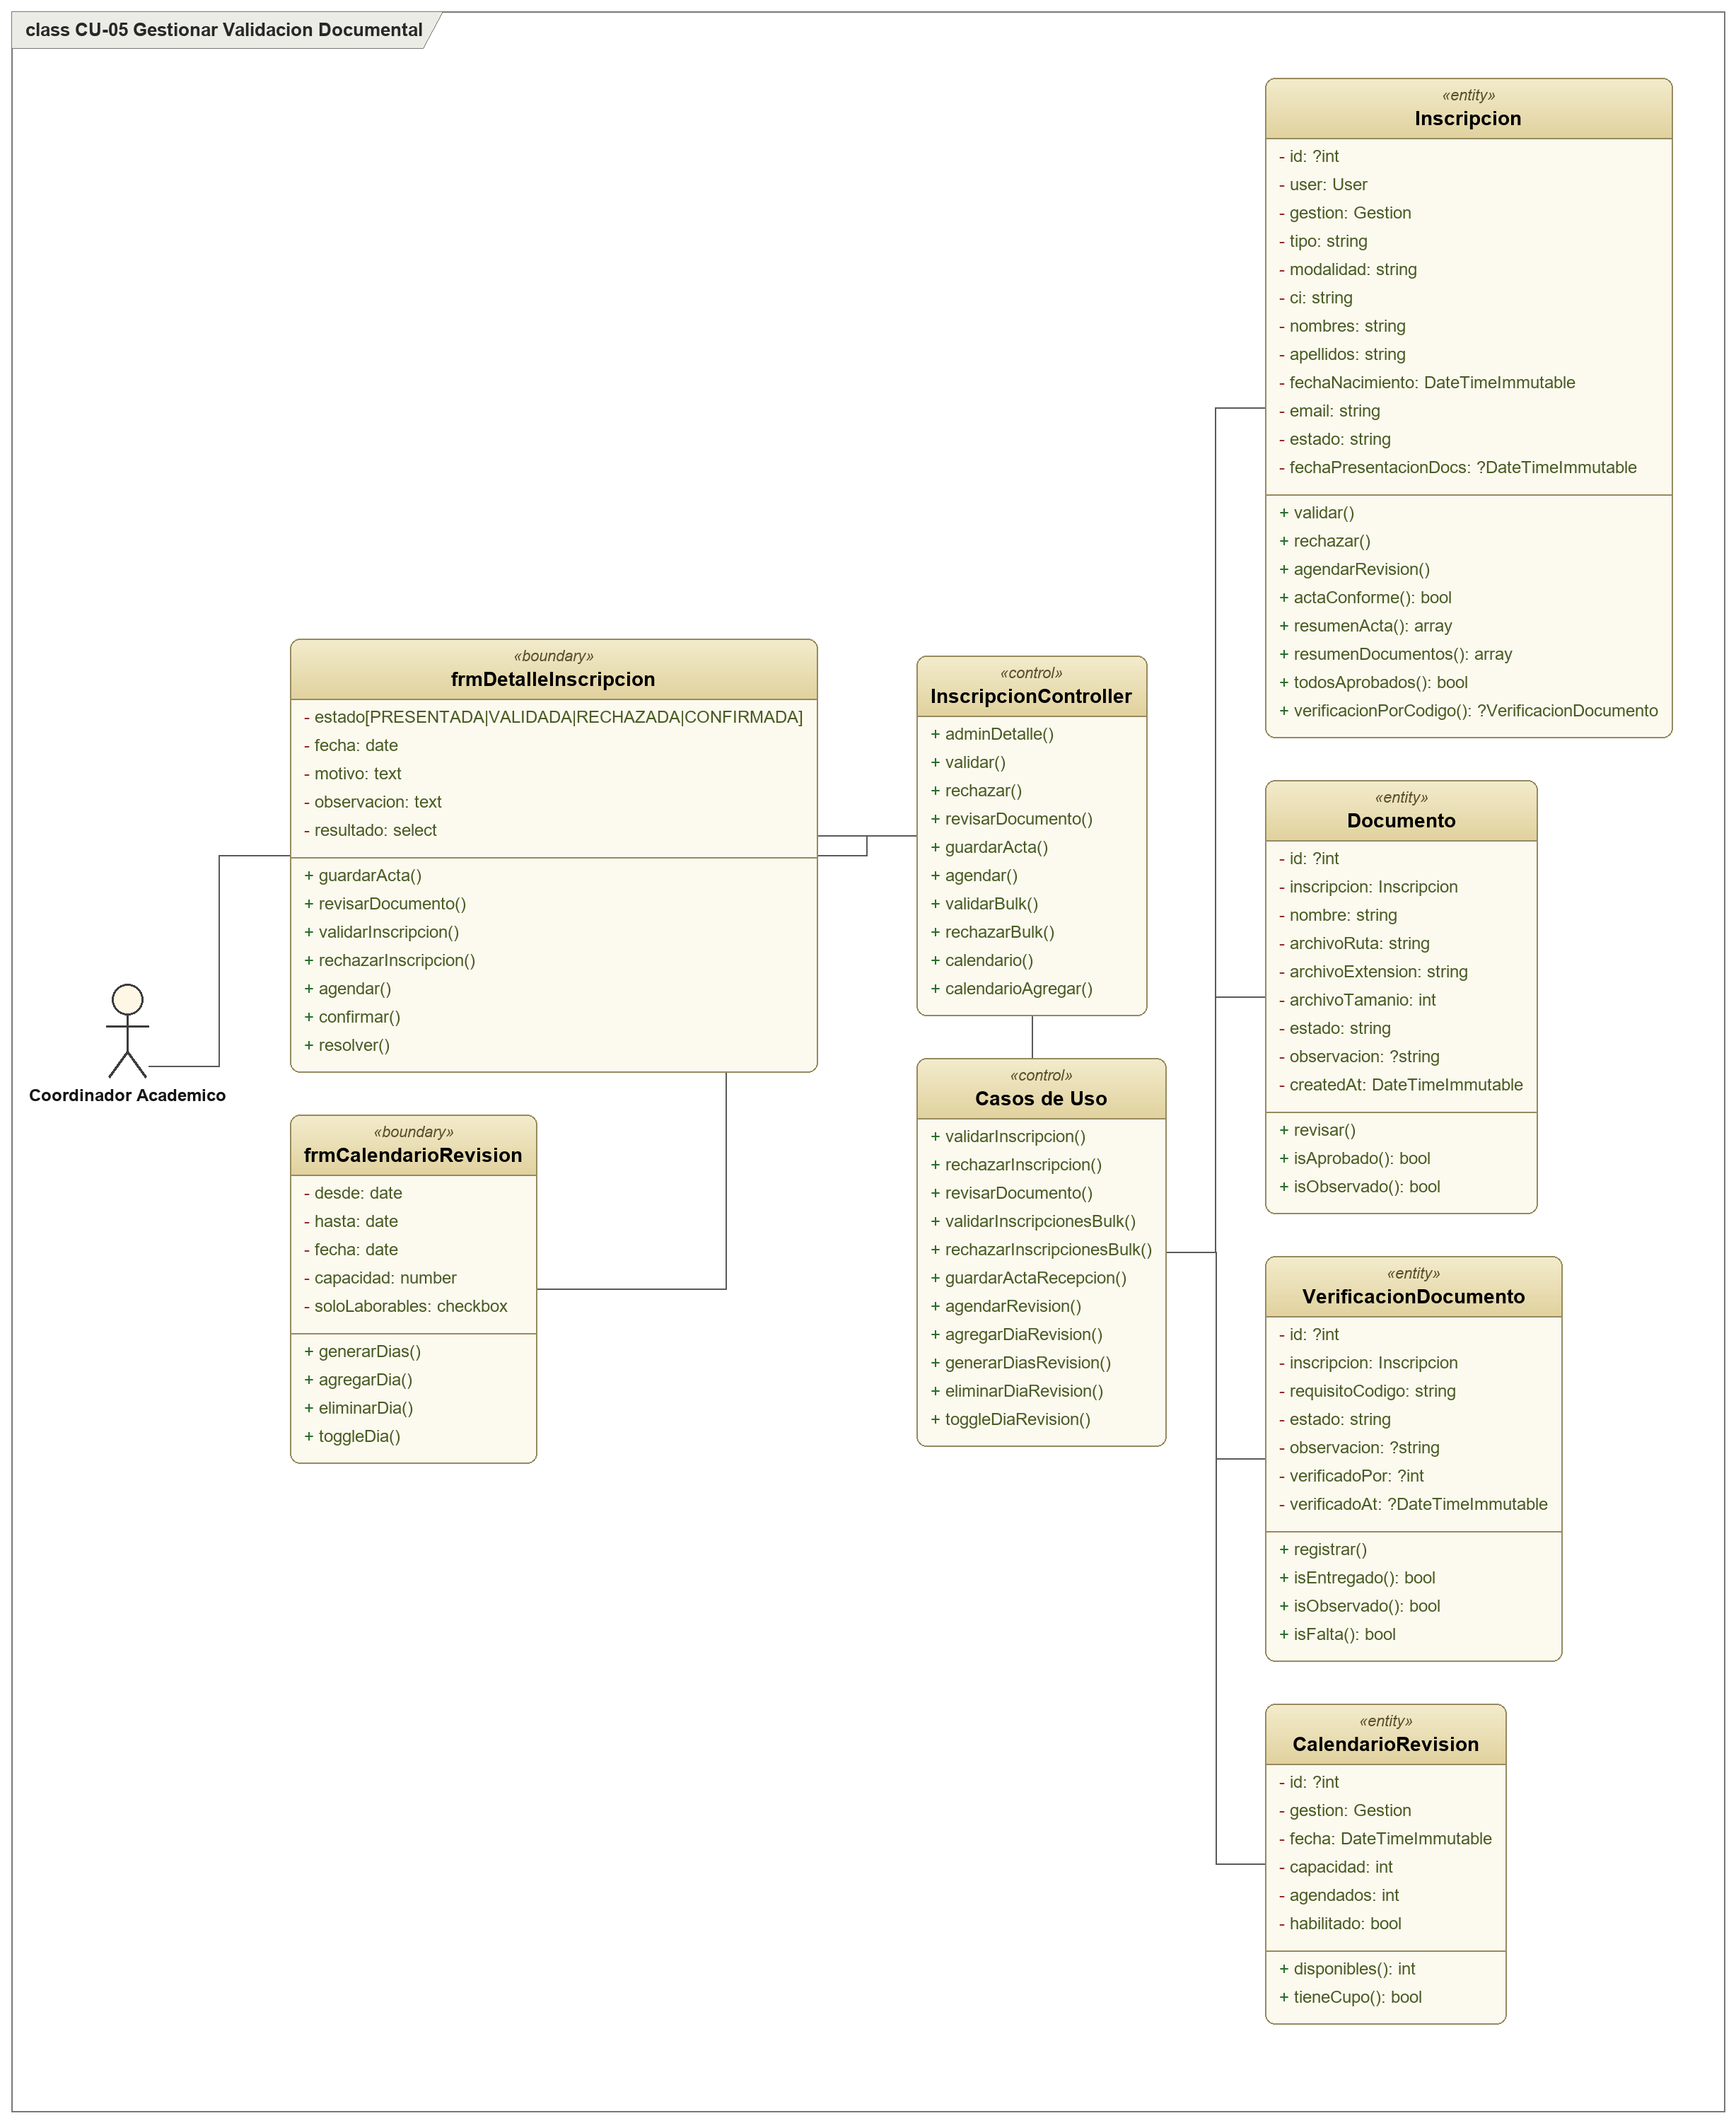 class CU-05 Gestionar Validacion Documental
«entity»
Inscripcion
- id: ?int
- user: User
- gestion: Gestion
- tipo: string
- modalidad: string
- ci: string
- nombres: string
- apellidos: string
- fechaNacimiento: DateTimeImmutable
- email: string
- estado: string
- fechaPresentacionDocs: ?DateTimeImmutable
+ validar()
+ rechazar()
+ agendarRevision()
+ actaConforme(): bool
+ resumenActa(): array
+ resumenDocumentos(): array
+ todosAprobados(): bool
+ verificacionPorCodigo(): ?VerificacionDocumento
«boundary»
frmDetalleInscripcion
- estado[PRESENTADA|VALIDADA|RECHAZADA|CONFIRMADA]
- fecha: date
- motivo: text
- observacion: text
- resultado: select
+ guardarActa()
+ revisarDocumento()
+ validarInscripcion()
+ rechazarInscripcion()
+ agendar()
+ confirmar()
+ resolver()
«control»
InscripcionController
+ adminDetalle()
+ validar()
+ rechazar()
+ revisarDocumento()
+ guardarActa()
+ agendar()
+ validarBulk()
+ rechazarBulk()
+ calendario()
+ calendarioAgregar()
«entity»
Documento
- id: ?int
- inscripcion: Inscripcion
- nombre: string
- archivoRuta: string
- archivoExtension: string
- archivoTamanio: int
- estado: string
- observacion: ?string
- createdAt: DateTimeImmutable
+ revisar()
+ isAprobado(): bool
+ isObservado(): bool
Coordinador Academico
«boundary»
frmCalendarioRevision
- desde: date
- hasta: date
- fecha: date
- capacidad: number
- soloLaborables: checkbox
+ generarDias()
+ agregarDia()
+ eliminarDia()
+ toggleDia()
«control»
Casos de Uso
+ validarInscripcion()
+ rechazarInscripcion()
+ revisarDocumento()
+ validarInscripcionesBulk()
+ rechazarInscripcionesBulk()
+ guardarActaRecepcion()
+ agendarRevision()
+ agregarDiaRevision()
+ generarDiasRevision()
+ eliminarDiaRevision()
+ toggleDiaRevision()
«entity»
VerificacionDocumento
- id: ?int
- inscripcion: Inscripcion
- requisitoCodigo: string
- estado: string
- observacion: ?string
- verificadoPor: ?int
- verificadoAt: ?DateTimeImmutable
+ registrar()
+ isEntregado(): bool
+ isObservado(): bool
+ isFalta(): bool
«entity»
CalendarioRevision
- id: ?int
- gestion: Gestion
- fecha: DateTimeImmutable
- capacidad: int
- agendados: int
- habilitado: bool
+ disponibles(): int
+ tieneCupo(): bool